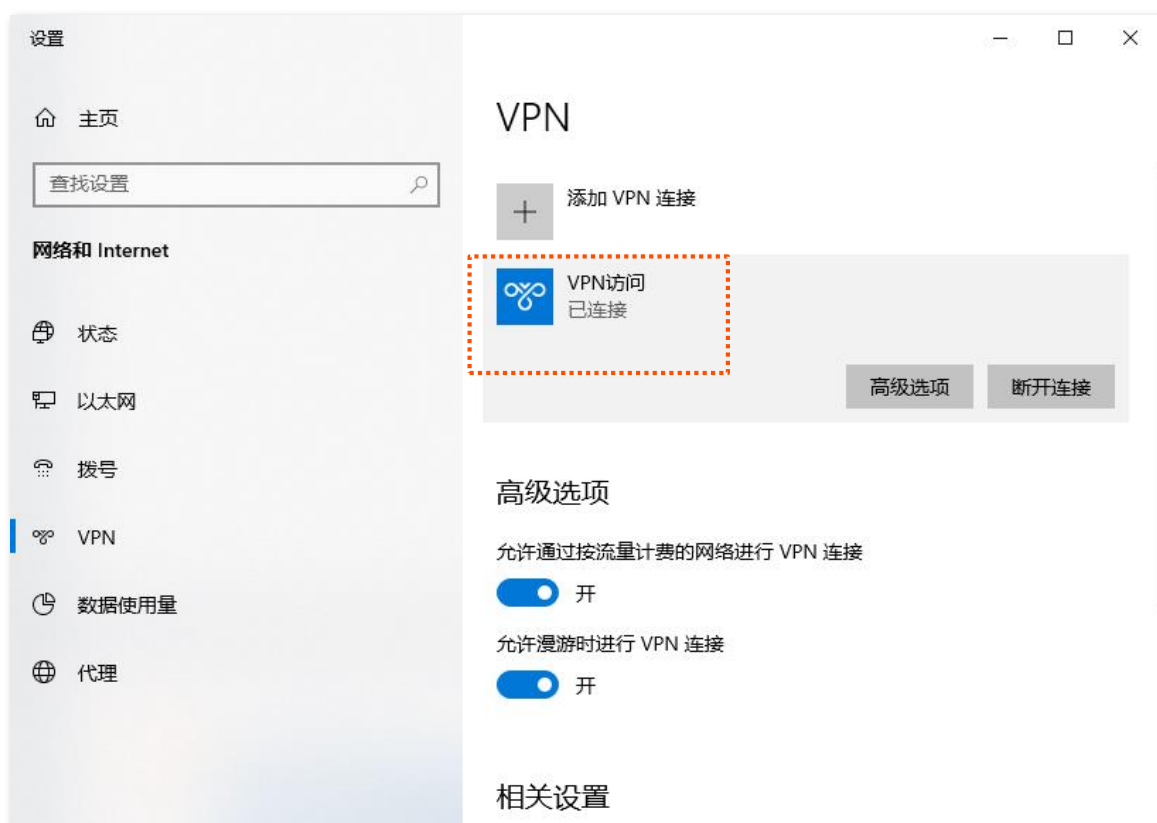 设置
主页
查找设置
网络和 Internet
状态
以太网
拨号
VPN
数据使用量
代理
VPN
添加 VPN 连接
VPN访问
已连接
高级选项 断开连接
高级选项
允许通过按流量计费的网络进行 VPN 连接
开
允许漫游时进行 VPN 连接
开
相关设置